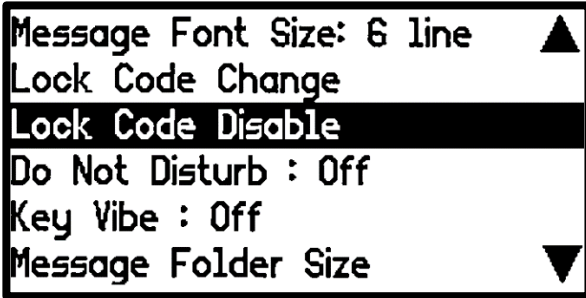 Message Font Size: 6 line
Lock Code Change
Lock Code Disable
Do Not Disturb : Off
Key Vibe : Off
Message Folder Size